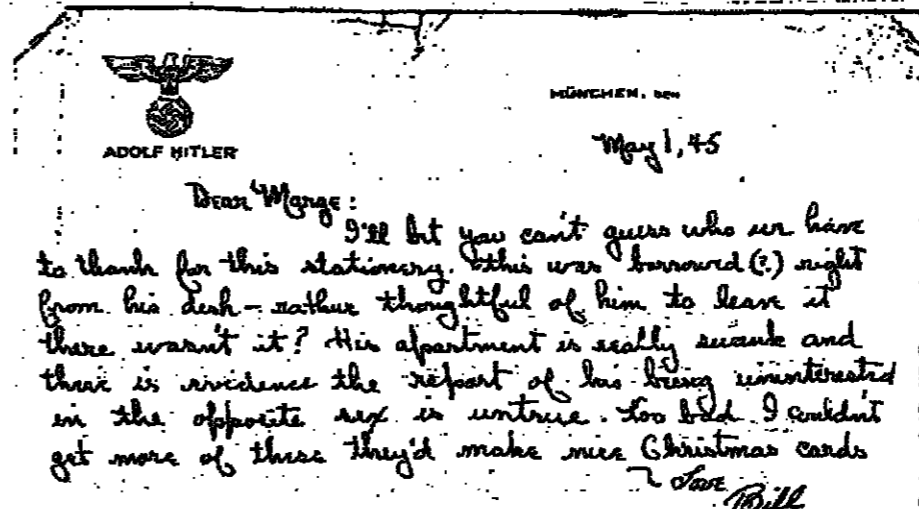 MÜNCHEN, DEN
ADOLF HITLER
May 1, 45
Dear Marge:
I'll bet you can't guess who we have
to thank for this stationery. This was borrowed (?) right
from his desk - rather thoughtful of him to leave it
there wasn't it? His apartment is really swank and
there is evidence the report of his being uninterested
in the opposite sex is untrue. Too bad I couldn't
get more of these they'd make nice Christmas cards
Love
Bill